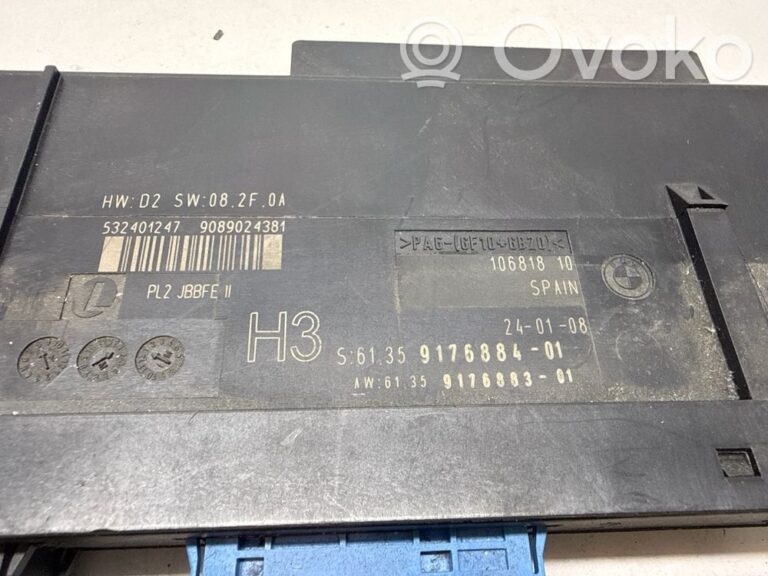 Ovoko
HW:D2 SW:08.2F.0A
532401247 9089024381
>PA6-(GF10+GB20)<
106818 10
SPAIN
PL2 JBBFE II
24-01-08
H3
S:61.35 9176884-01
AW:61 35 9176883-01